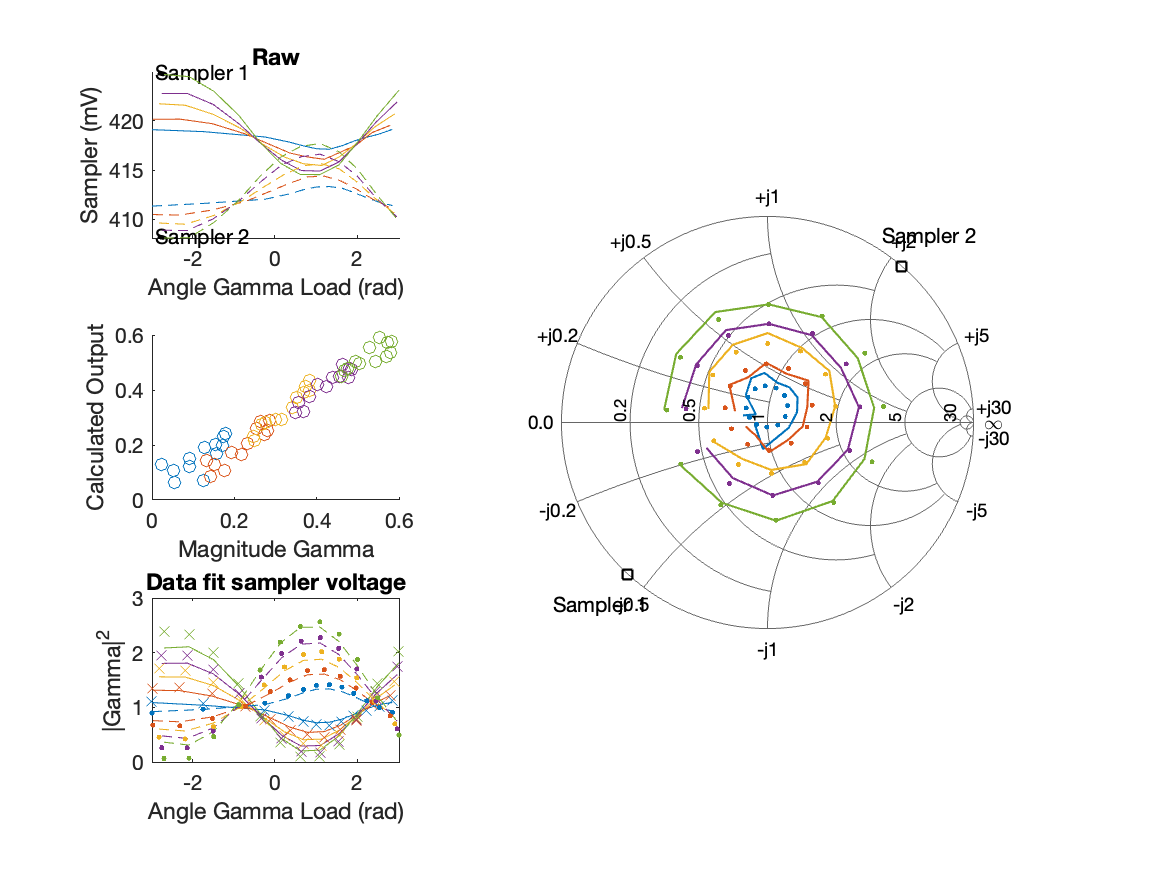 Raw
Sampler 1
Sampler (mV)
420
415
410
Sampler 2
-2
0
2
Angle Gamma Load (rad)
Calculated Output
0.6
0.4
0.2
0
0
0.2
0.4
0.6
Magnitude Gamma
Data fit sampler voltage
|Gamma|²
3
2
1
0
-2
0
2
Angle Gamma Load (rad)
+j1
Sampler 2
+j2
+j0.5
+j0.2
+j5
0.0
0.2
0.5
1
2
5
30
+j30
∞
-j30
-j0.2
-j5
Sampler 1
-j0.5
-j2
-j1